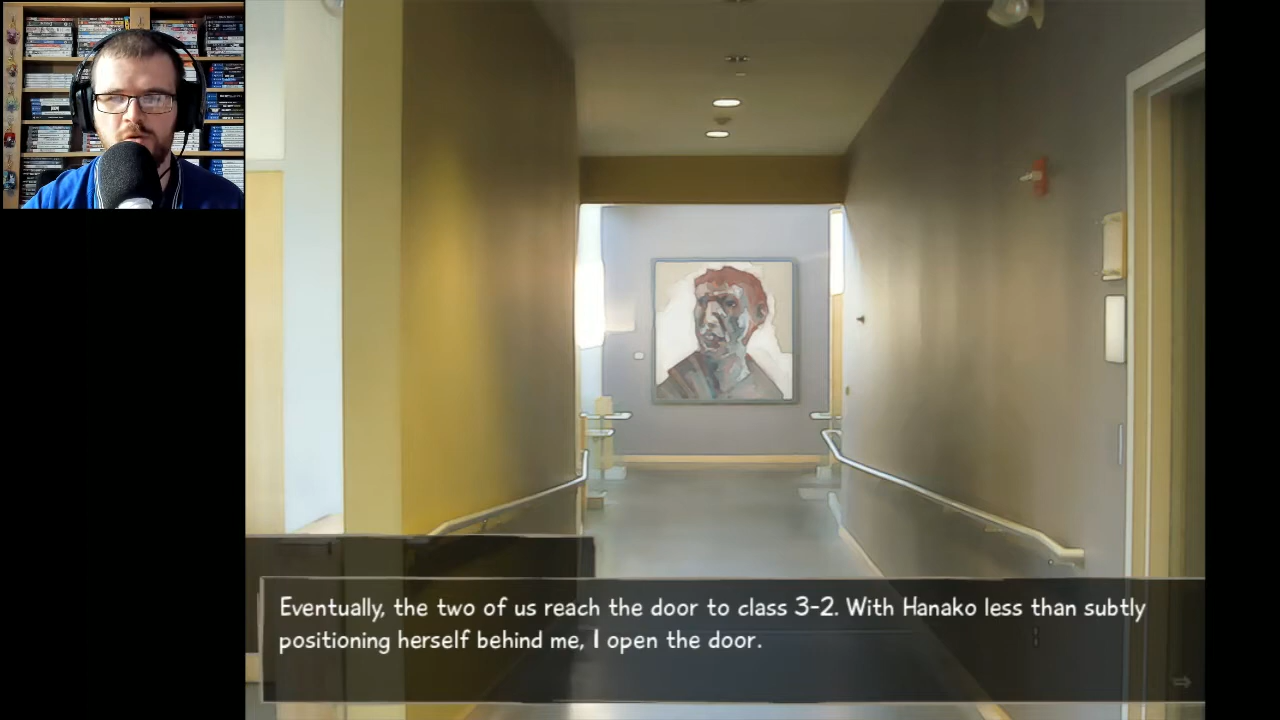 Eventually, the two of us reach the door to class 3-2. With Hanako less than subtly
positioning herself behind me, I open the door.